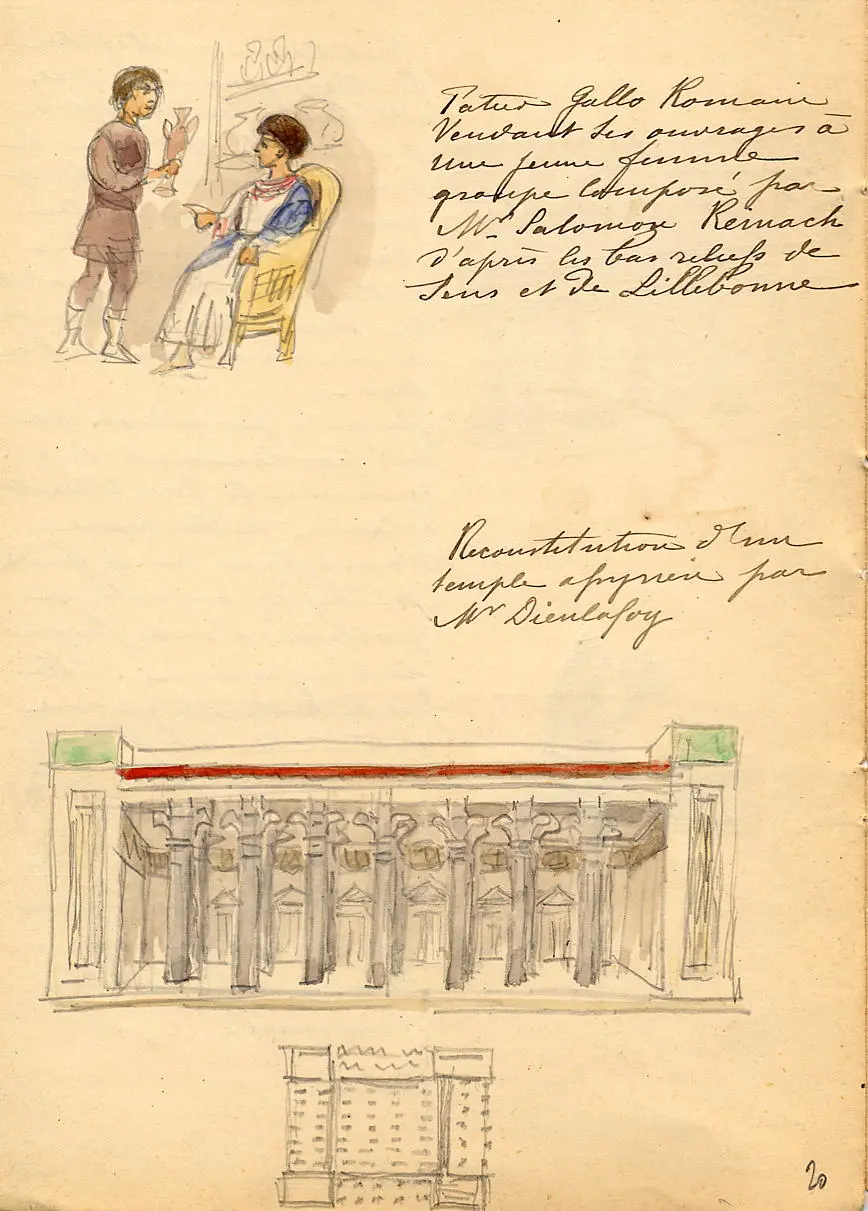 Potier Gallo Romain
Vendant ses ouvrages à
une jeune femme
groupe composé par
Mr Salomon Reinach
d'après les bas reliefs de
Sens et de Lillebonne
Reconstitution d'un
temple assyrien par
Mr Dieulafoy
20